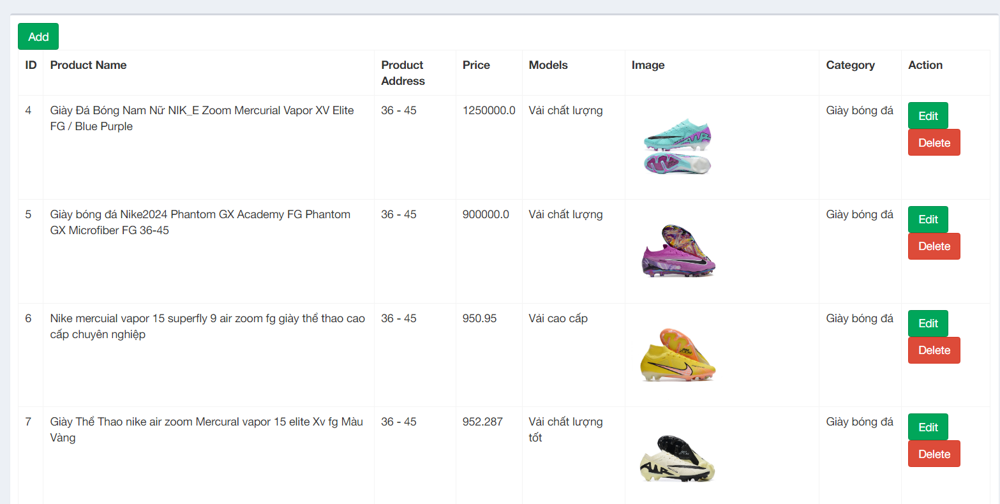 Add
ID Product Name Product Address Price Models Image Category Action
4 Giày Đá Bóng Nam Nữ NIK_E Zoom Mercurial Vapor XV Elite FG / Blue Purple 36 - 45 1250000.0 Vải chất lượng Giày bóng đá Edit
Delete
5 Giày bóng đá Nike2024 Phantom GX Academy FG Phantom GX Microfiber FG 36-45 36 - 45 900000.0 Vải chất lượng Giày bóng đá Edit
Delete
6 Nike mercuial vapor 15 superfly 9 air zoom fg giày thể thao cao cấp chuyên nghiệp 36 - 45 950.95 Vải cao cấp Giày bóng đá Edit
Delete
7 Giày Thể Thao nike air zoom Mercural vapor 15 elite Xv fg Màu Vàng 36 - 45 952.287 Vải chất lượng tốt Giày bóng đá Edit
Delete